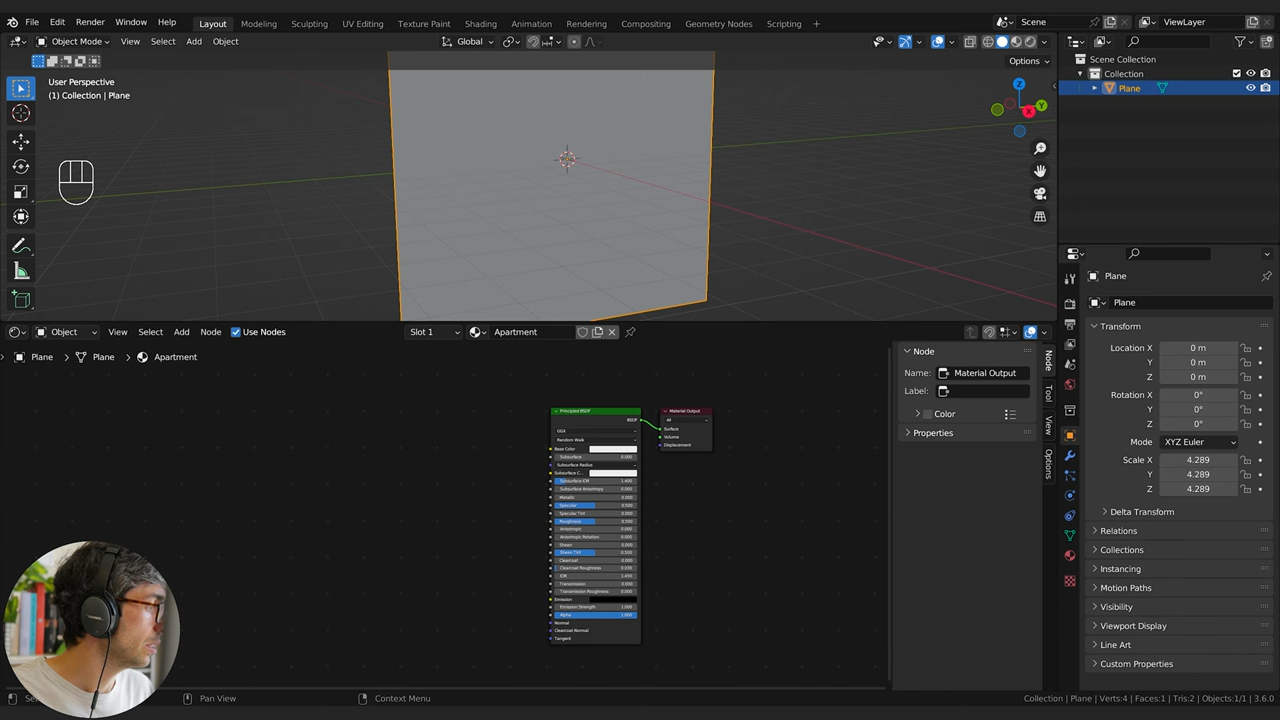 File Edit Render Window Help Layout Modeling Sculpting UV Editing Texture Paint Shading Animation Rendering Compositing Geometry Nodes Scripting + Scene ViewLayer
Object Mode View Select Add Object Global
Options
User Perspective
(1) Collection | Plane
Z
Y
X
Scene Collection
Collection
Plane
Plane
Plane
Transform
Location X 0 m
Y 0 m
Z 0 m
Rotation X 0°
Y 0°
Z 0°
Mode XYZ Euler
Scale X 4.289
Y 4.289
Z 4.289
Delta Transform
Relations
Collections
Instancing
Motion Paths
Visibility
Viewport Display
Line Art
Custom Properties
Object View Select Add Node Use Nodes Slot 1 Apartment
Plane > Plane > Apartment
Principled BSDF
BSDF
GGX
Random Walk
Base Color
Subsurface 0.000
Subsurface Radius
Subsurface C...
Subsurface IOR 1.400
Subsurface Anisotropy 0.000
Metallic 0.000
Specular 0.500
Specular Tint 0.000
Roughness 0.500
Anisotropic 0.000
Anisotropic Rotation 0.000
Sheen 0.000
Sheen Tint 0.500
Clearcoat 0.000
Clearcoat Roughness 0.030
IOR 1.450
Transmission 0.000
Transmission Roughness 0.000
Emission
Emission Strength 1.000
Alpha 1.000
Normal
Clearcoat Normal
Tangent
Material Output
All
Surface
Volume
Displacement
Node
Name: Material Output
Label:
Color
Properties
Node
Tool
View
Options
Pan View
Context Menu
Collection | Plane | Verts:4 | Faces:1 | Tris:2 | Objects:1/1 | 3.6.0